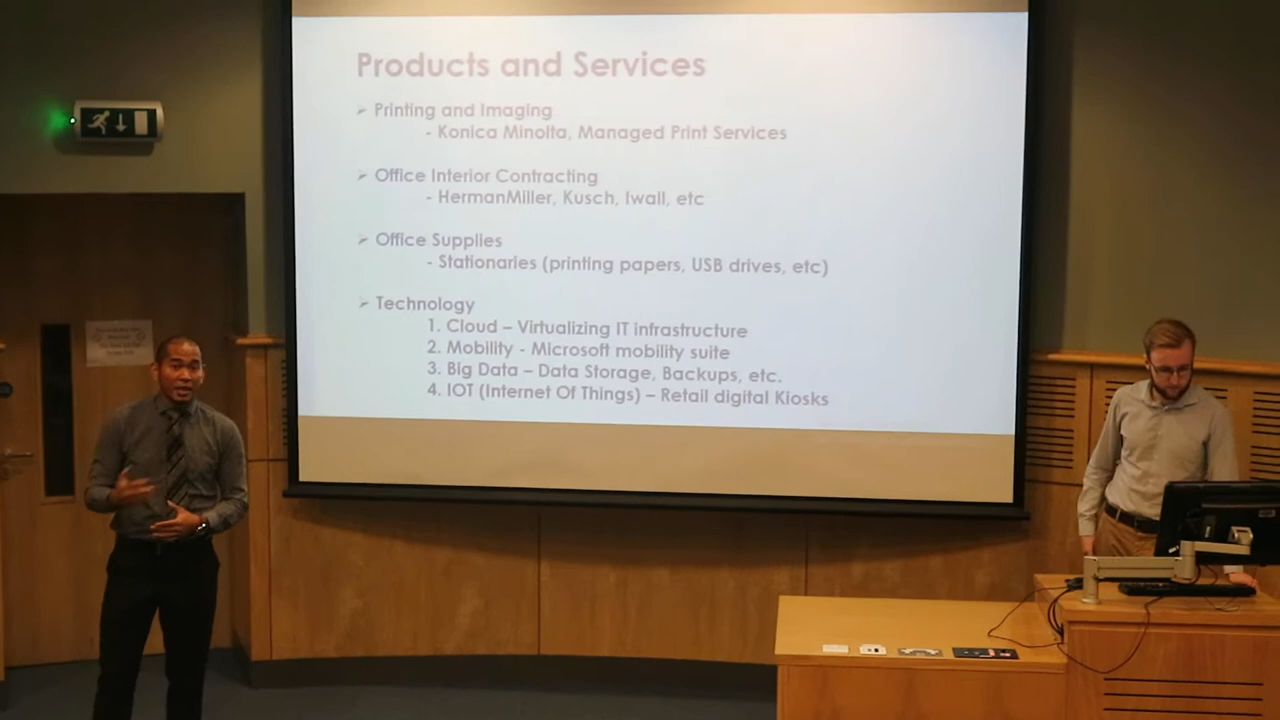 Products and Services
➢ Printing and Imaging
- Konica Minolta, Managed Print Services
➢ Office Interior Contracting
- HermanMiller, Kusch, Iwall, etc
➢ Office Supplies
- Stationaries (printing papers, USB drives, etc)
➢ Technology
1. Cloud – Virtualizing IT infrastructure
2. Mobility - Microsoft mobility suite
3. Big Data – Data Storage, Backups, etc.
4. IOT (Internet Of Things) – Retail digital Kiosks